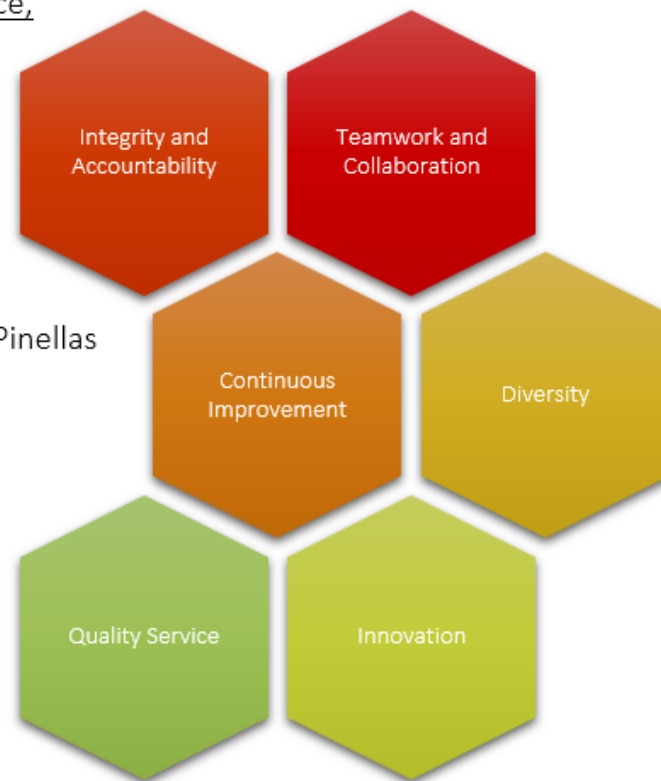 ce,
Integrity and
Accountability
Teamwork and
Collaboration
Pinellas
Continuous
Improvement
Diversity
Quality Service
Innovation